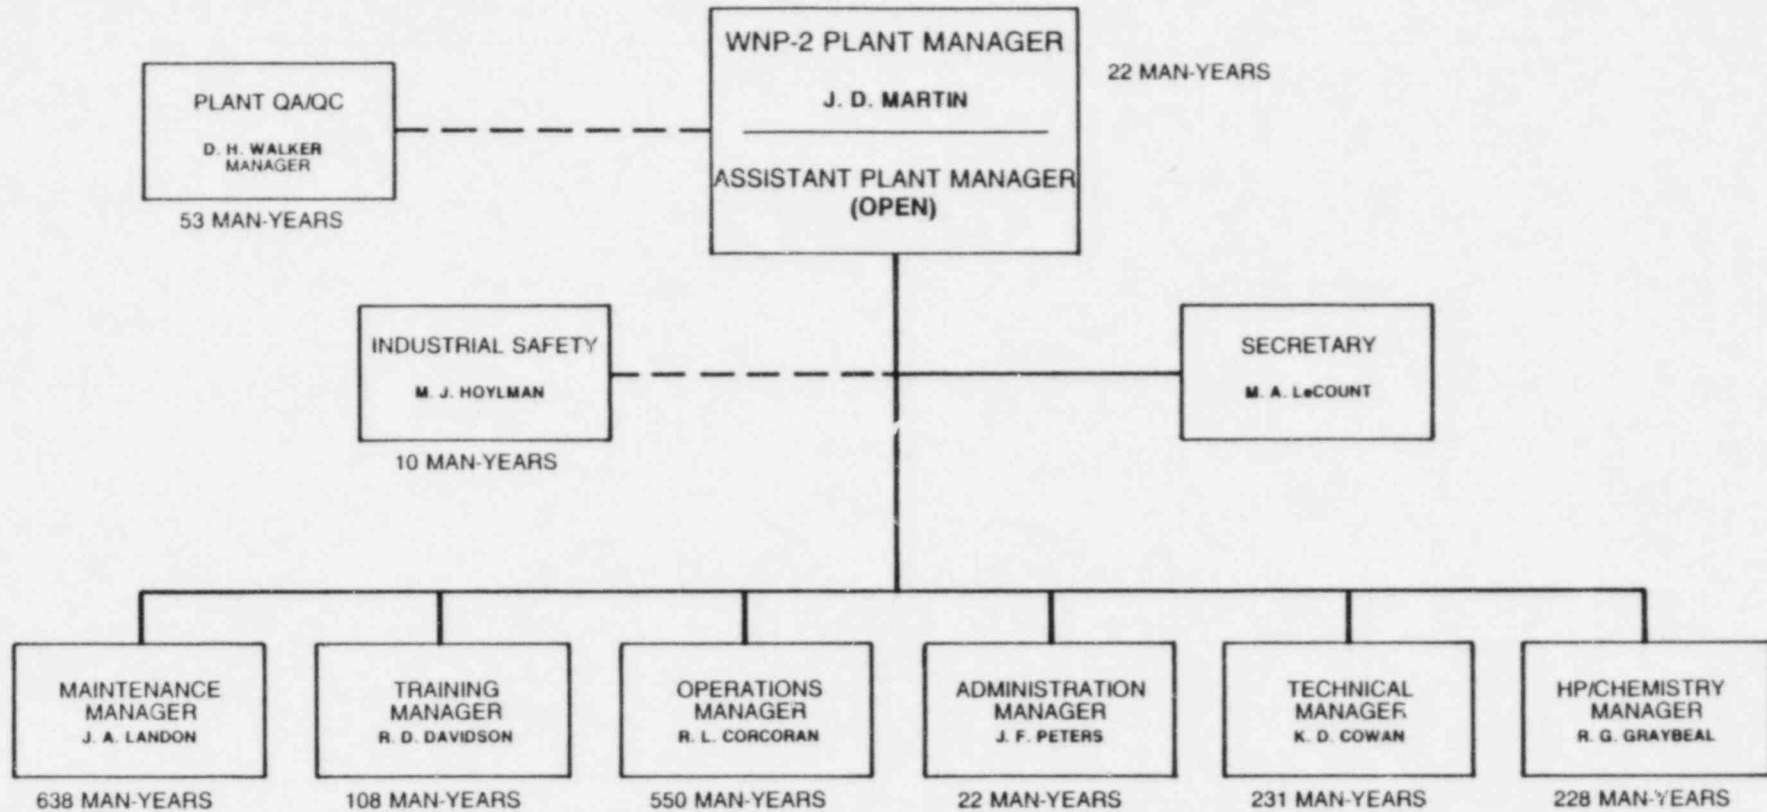 WNP-2 PLANT MANAGER
J. D. MARTIN
ASSISTANT PLANT MANAGER
(OPEN)
22 MAN-YEARS
PLANT QA/QC
D. H. WALKER
MANAGER
53 MAN-YEARS
INDUSTRIAL SAFETY
M. J. HOYLMAN
10 MAN-YEARS
SECRETARY
M. A. LeCOUNT
MAINTENANCE
MANAGER
J. A. LANDON
638 MAN-YEARS
TRAINING
MANAGER
R. D. DAVIDSON
108 MAN-YEARS
OPERATIONS
MANAGER
R. L. CORCORAN
550 MAN-YEARS
ADMINISTRATION
MANAGER
J. F. PETERS
22 MAN-YEARS
TECHNICAL
MANAGER
K. D. COWAN
231 MAN-YEARS
HP/CHEMISTRY
MANAGER
R. G. GRAYBEAL
228 MAN-YEARS